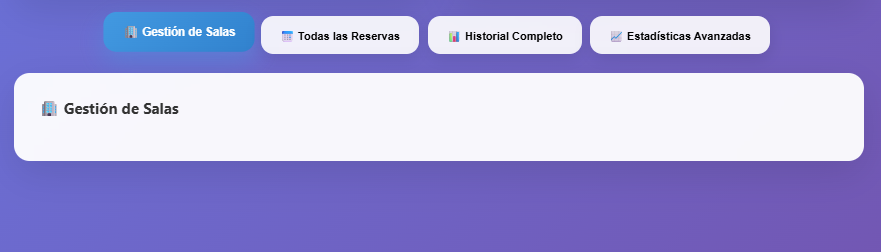 Gestión de Salas
Todas las Reservas
Historial Completo
Estadísticas Avanzadas
Gestión de Salas